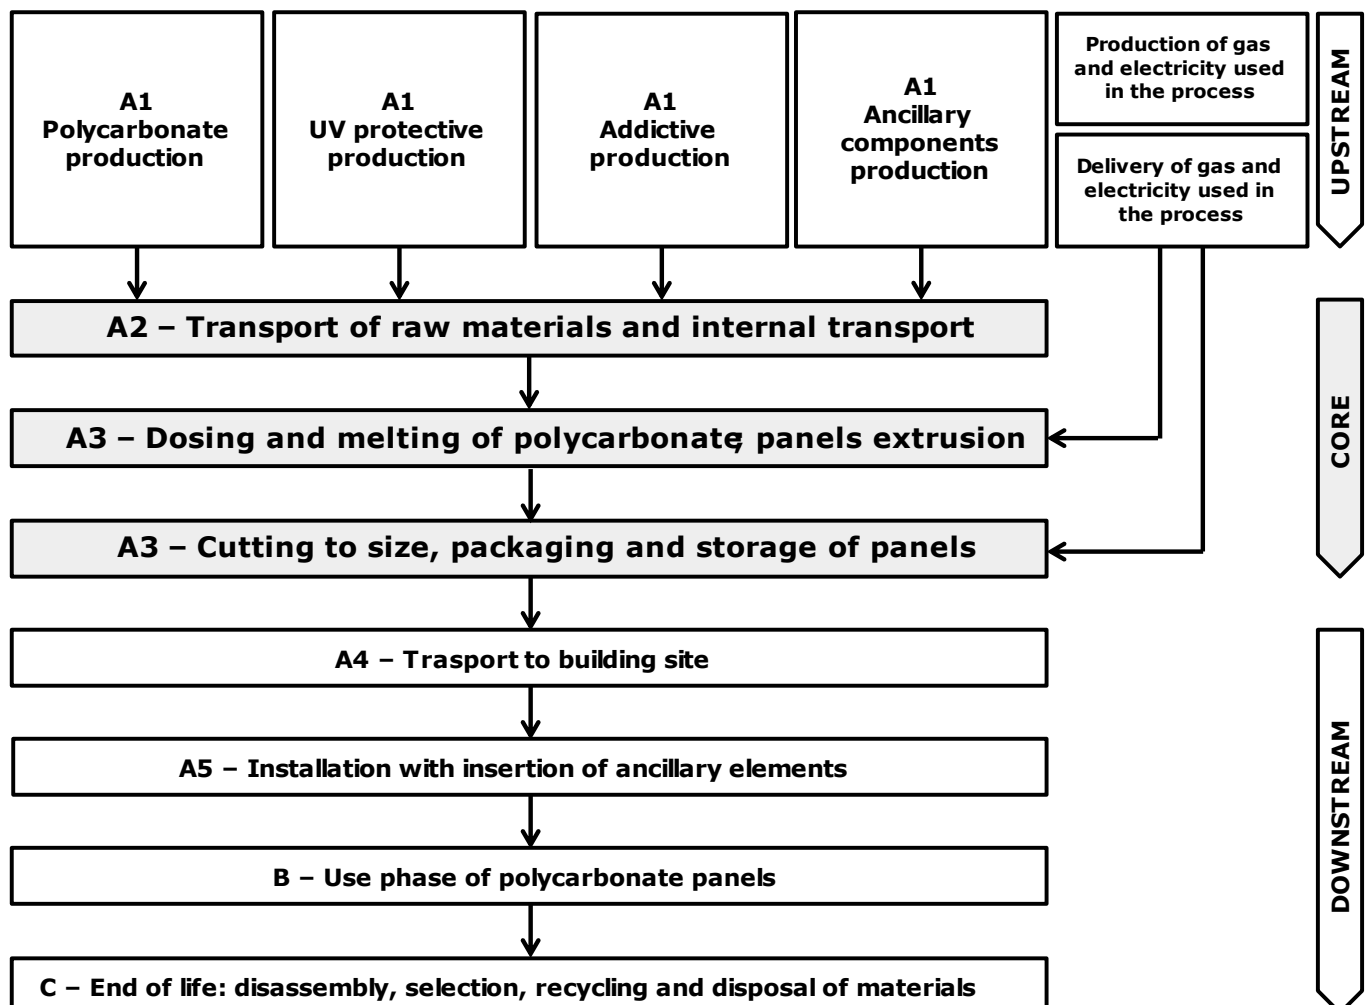 A1
Polycarbonate
production
A1
UV protective
production
A1
Addictive
production
A1
Ancillary
components
production
Production of gas
and electricity used
in the process
Delivery of gas and
electricity used in
the process
UPSTREAM
A2 – Transport of raw materials and internal transport
A3 – Dosing and melting of polycarbonate; panels extrusion
A3 – Cutting to size, packaging and storage of panels
CORE
A4 – Trasport to building site
A5 – Installation with insertion of ancillary elements
B – Use phase of polycarbonate panels
C – End of life: disassembly, selection, recycling and disposal of materials
DOWNSTREAM